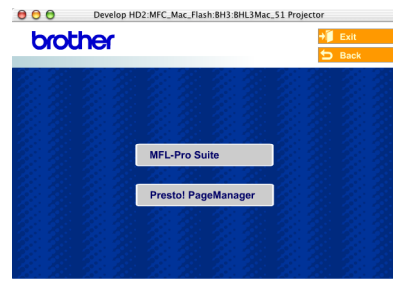 Develop HD2:MFC_Mac_Flash:BH3:BHL3Mac_51 Projector
brother
Exit
Back
MFL-Pro Suite
Presto! PageManager